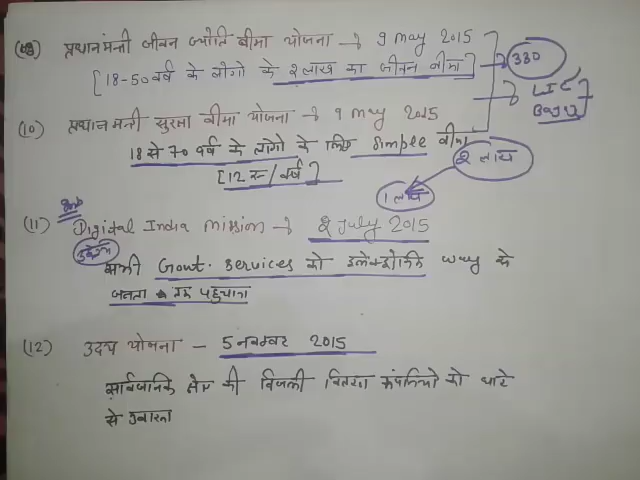 (09) प्रधानमन्त्री जीवन ज्योति बीमा योजना → 9 may 2015
[18-50 वर्ष के लोगो के 2 लाख का जीवन बीमा] → 330
LIC
(10) प्रधानमन्त्री सुरक्षा बीमा योजना → 9 may 2015
18 से 70 वर्ष के लोगो के लिए Simple बीमा
2 लाख
[12 रु/वर्ष]
1 लाख
Imp
(11) Digital India mission → 2 July 2015
उद्देश्य
सभी Govt. Services को इलेक्ट्रोनिक way के
जनता तक पहुचाना
(12) उदय योजना - 5 नवम्बर 2015
सार्वजनिक क्षेत्र की बिजली वितरण कंपनियो को घाटे
से उबारना